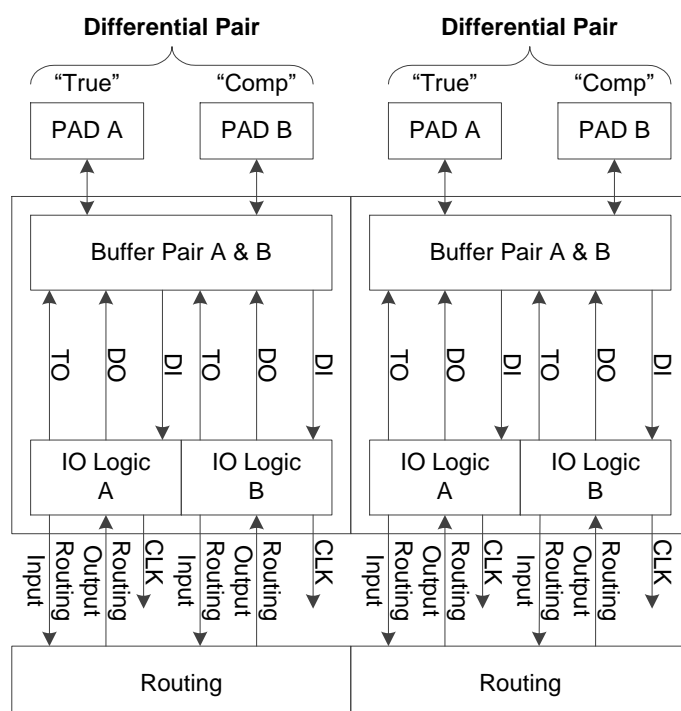 Differential Pair Differential Pair
“True” “Comp” “True” “Comp”
PAD A PAD B PAD A PAD B
Buffer Pair A & B Buffer Pair A & B
TO DO DI TO DO DI TO DO DI TO DO DI
IO Logic A IO Logic B IO Logic A IO Logic B
Routing Input
Routing Output
CLK
Routing Input
Routing Output
CLK
Routing Input
Routing Output
CLK
Routing Input
Routing Output
CLK
Routing Routing